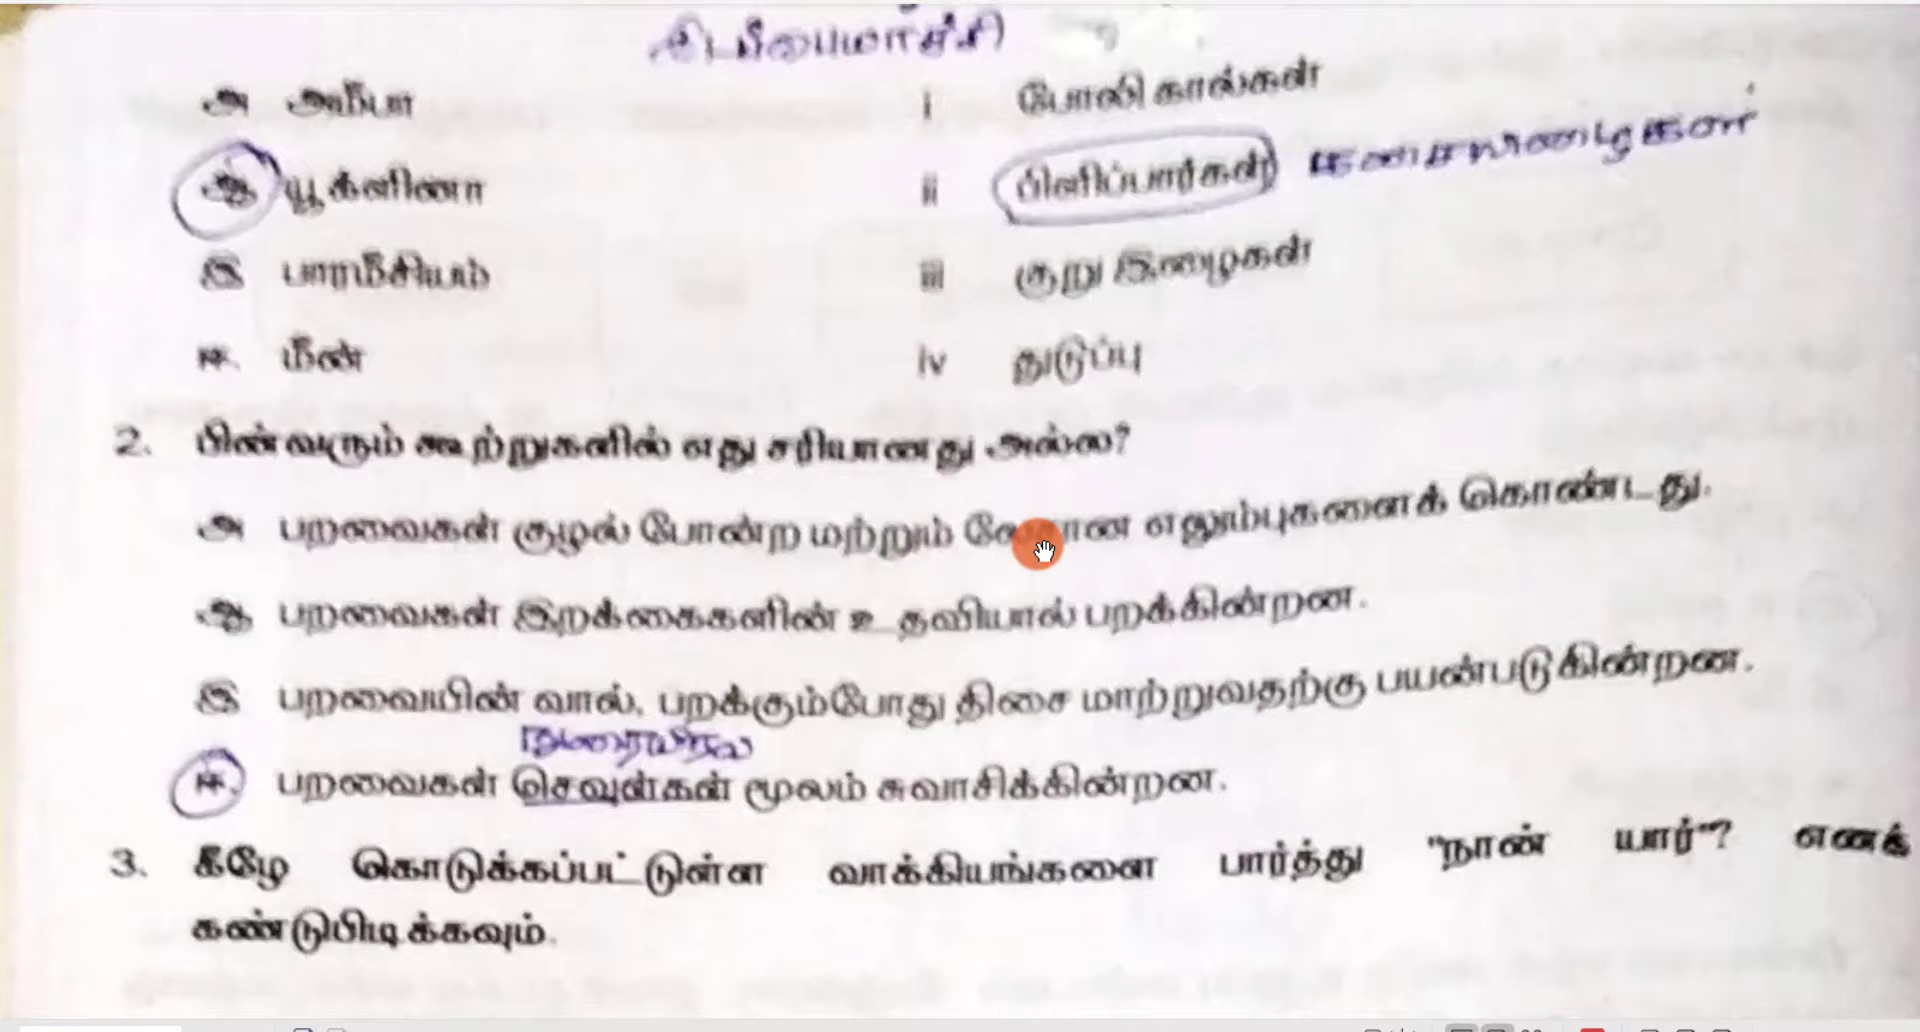 அ அமீபா i போலி கால்கள்
ஆ யூக்ளினா ii பிளிப்பார்கள் கசையிழைகள்
இ பாரமீசியம் iii குறு இழைகள்
ஈ. மீன் iv துடுப்பு
2. பின்வரும் கூற்றுகளில் எது சரியானது அல்ல?
அ பறவைகள் குழல் போன்ற மற்றும் லேசான எலும்புகளைக் கொண்டது.
ஆ பறவைகள் இறக்கைகளின் உதவியால் பறக்கின்றன.
இ பறவையின் வால், பறக்கும்போது திசை மாற்றுவதற்கு பயன்படுகின்றன.
நுரையீரல்
ஈ. பறவைகள் செவுள்கள் மூலம் சுவாசிக்கின்றன.
3. கீழே கொடுக்கப்பட்டுள்ள வாக்கியங்களை பார்த்து "நான் யார்"? எனக்
கண்டுபிடிக்கவும்.